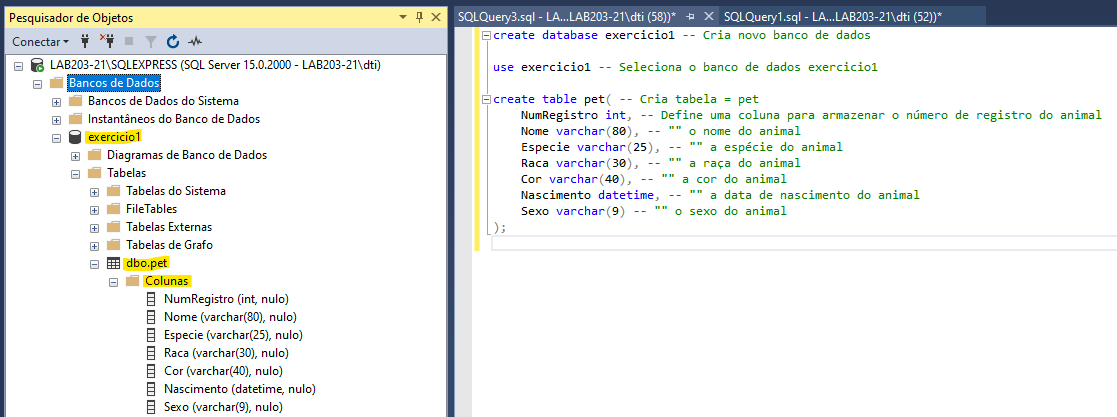 Pesquisador de Objetos
Conectar
LAB203-21\SQLEXPRESS (SQL Server 15.0.2000 - LAB203-21\dti)
Bancos de Dados
Bancos de Dados do Sistema
Instantâneos do Banco de Dados
exercicio1
Diagramas de Banco de Dados
Tabelas
Tabelas do Sistema
FileTables
Tabelas Externas
Tabelas de Grafo
dbo.pet
Colunas
NumRegistro (int, nulo)
Nome (varchar(80), nulo)
Especie (varchar(25), nulo)
Raca (varchar(30), nulo)
Cor (varchar(40), nulo)
Nascimento (datetime, nulo)
Sexo (varchar(9), nulo)
SQLQuery3.sql - LA...LAB203-21\dti (58))* SQLQuery1.sql - LA...LAB203-21\dti (52))*
create database exercicio1 -- Cria novo banco de dados
use exercicio1 -- Seleciona o banco de dados exercicio1
create table pet( -- Cria tabela = pet
NumRegistro int, -- Define uma coluna para armazenar o número de registro do animal
Nome varchar(80), -- "" o nome do animal
Especie varchar(25), -- "" a espécie do animal
Raca varchar(30), -- "" a raça do animal
Cor varchar(40), -- "" a cor do animal
Nascimento datetime, -- "" a data de nascimento do animal
Sexo varchar(9) -- "" o sexo do animal
);